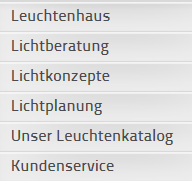 Leuchtenhaus
Lichtberatung
Lichtkonzepte
Lichtplanung
Unser Leuchtenkatalog
Kundenservice